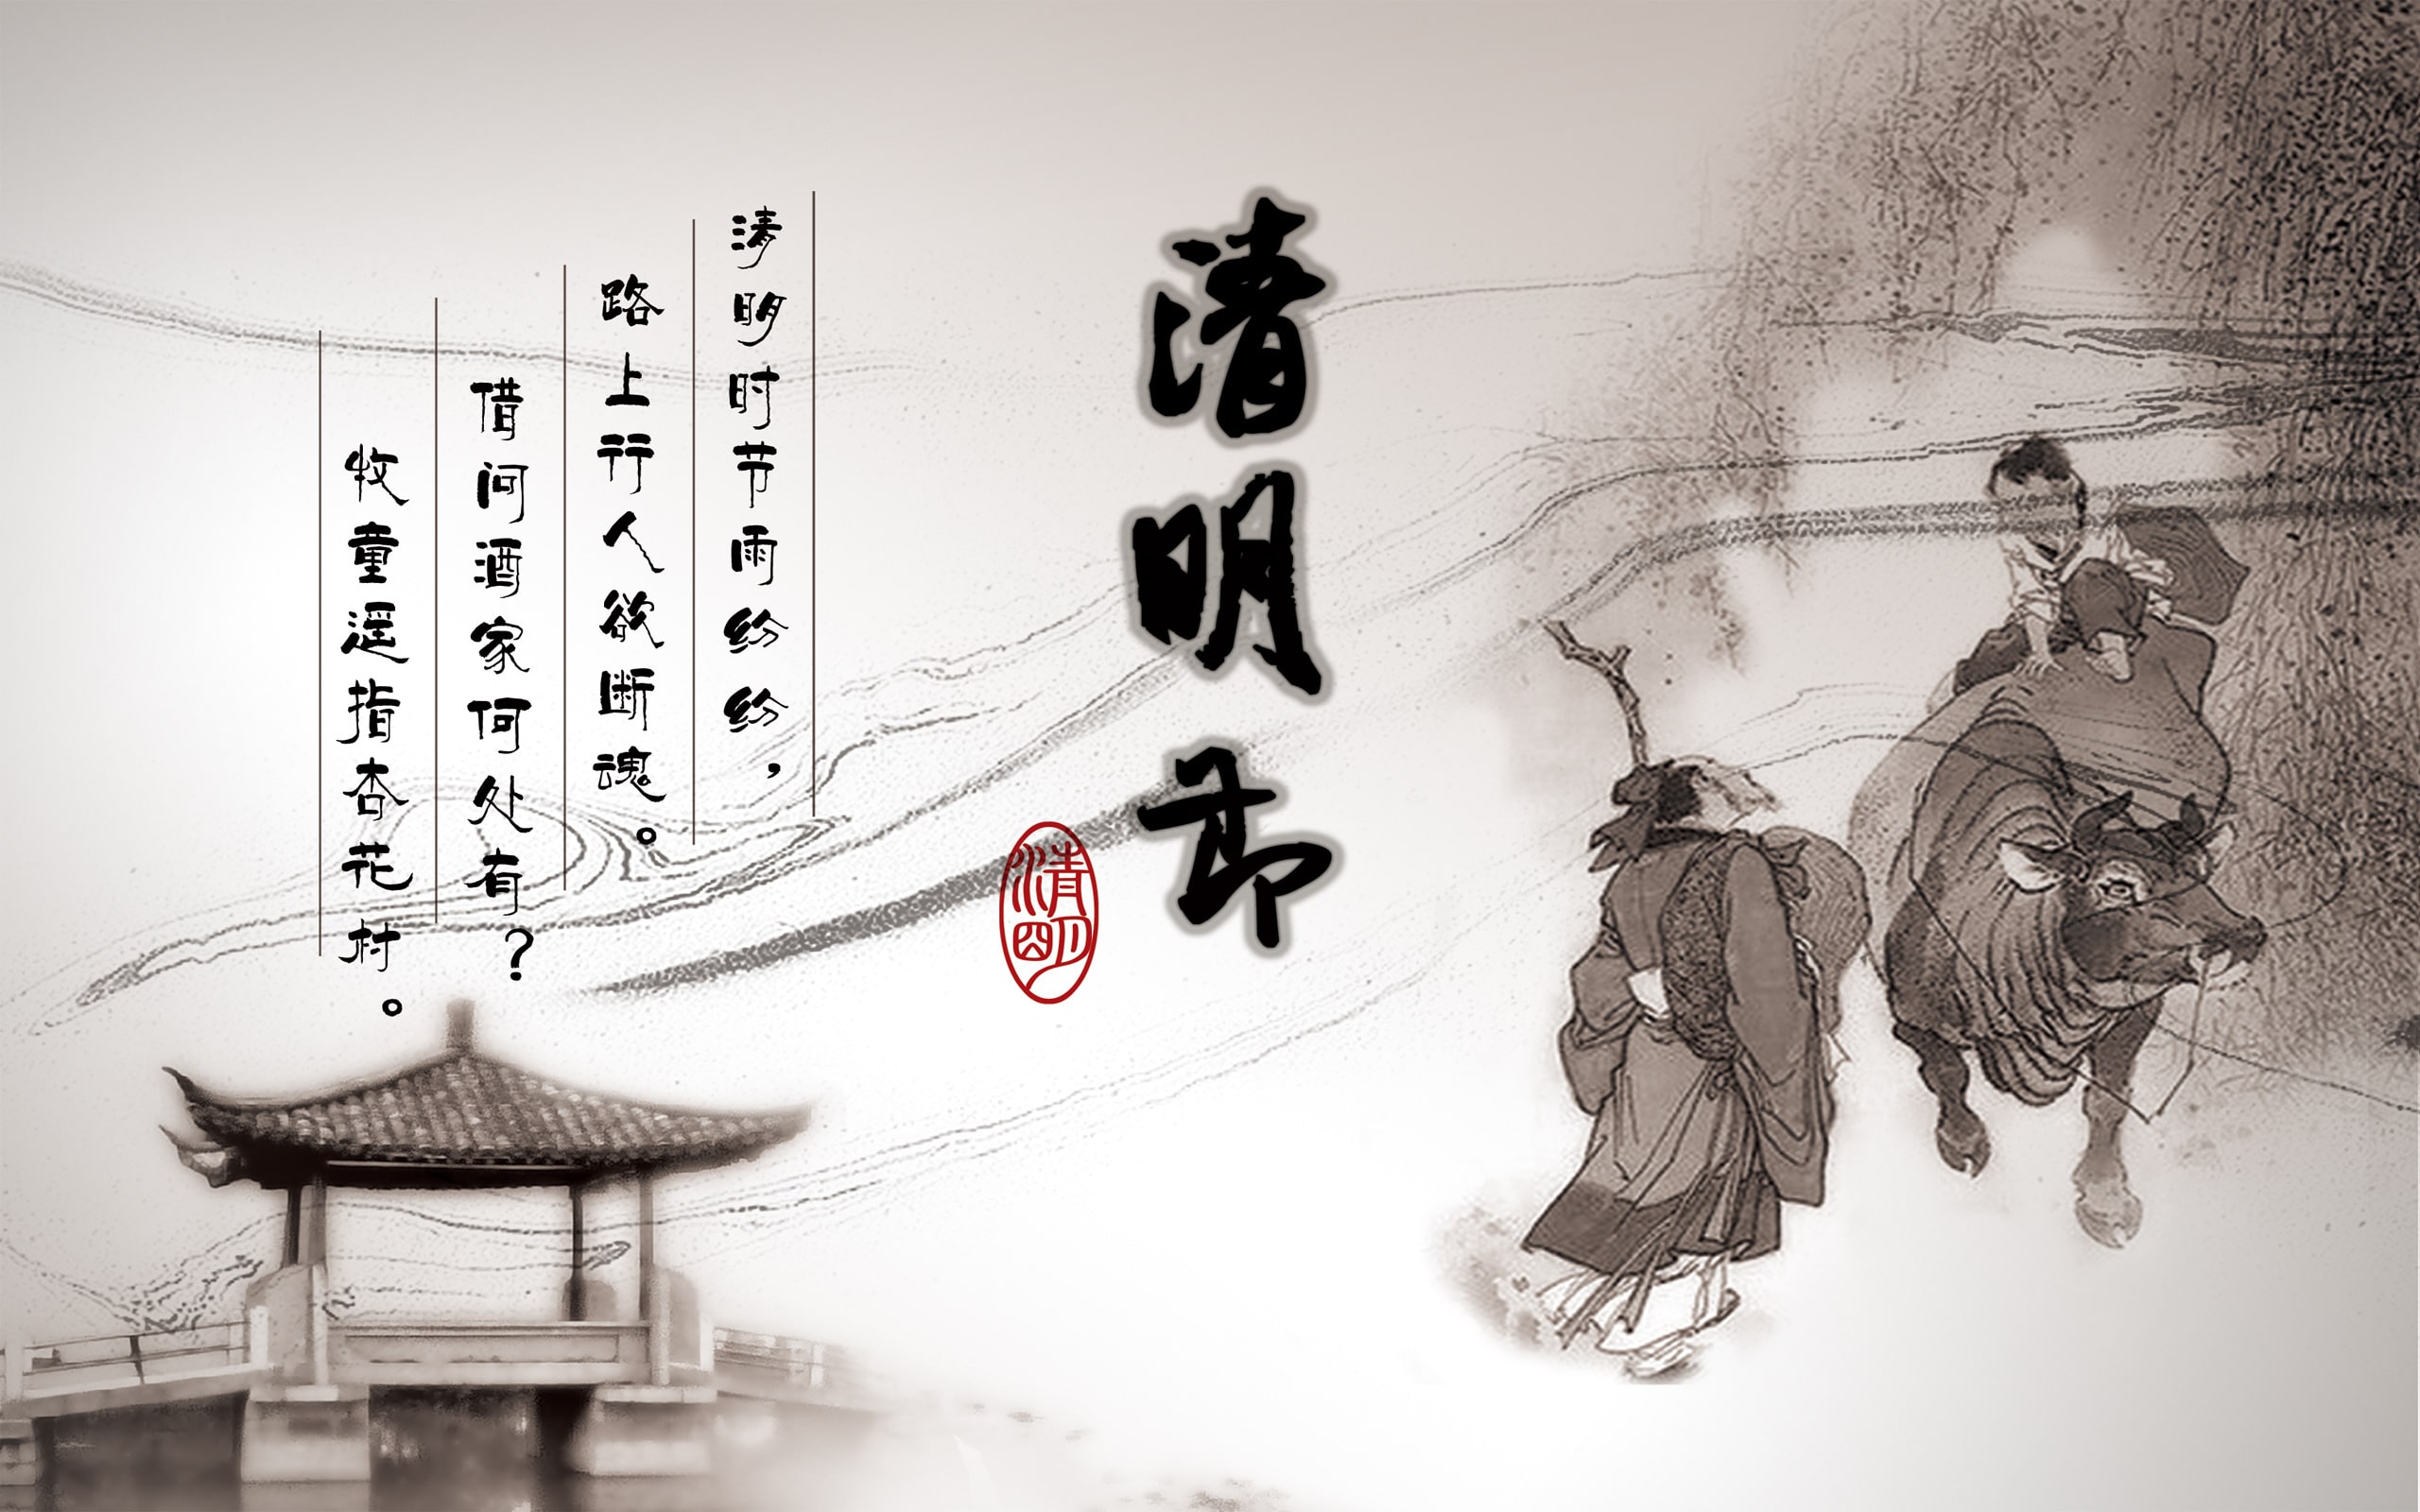 清明节
清明
清明时节雨纷纷，
路上行人欲断魂。
借问酒家何处有？
牧童遥指杏花村。